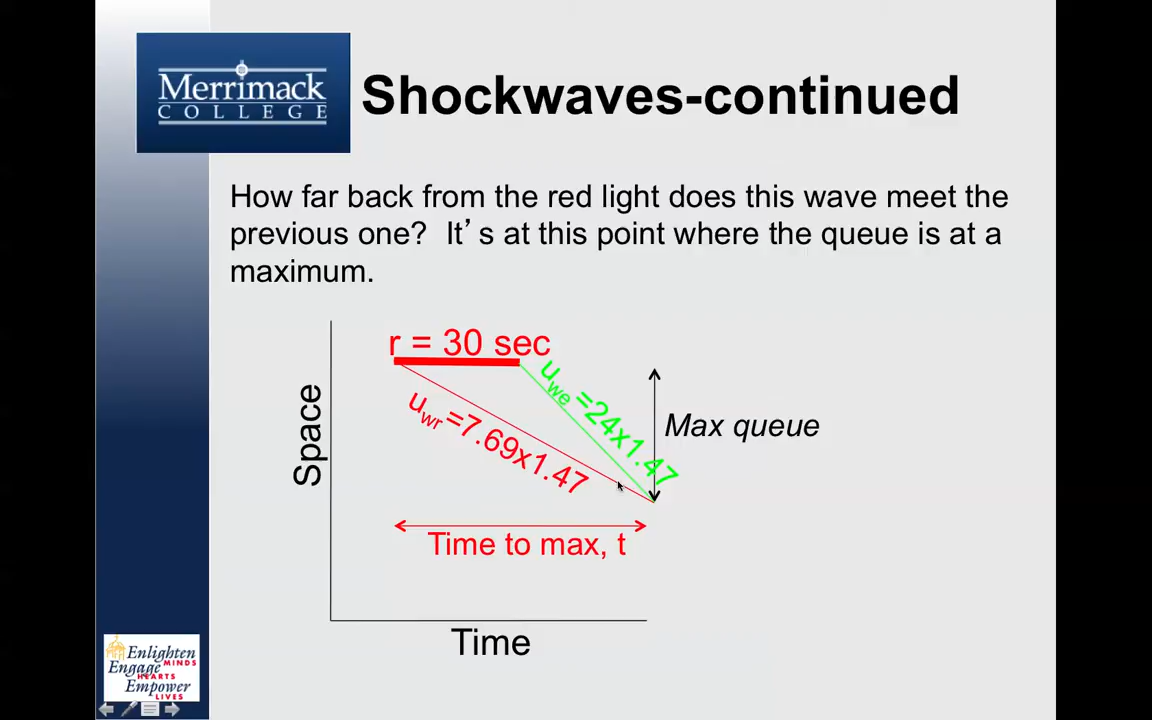 Merrimack
COLLEGE
Shockwaves-continued
How far back from the red light does this wave meet the
previous one? It’s at this point where the queue is at a
maximum.
r = 30 sec
uwe =24x1.47
uwr =7.69x1.47
Max queue
Space
Time to max, t
Time
Enlighten
MINDS
Engage
HEARTS
Empower
LIVES